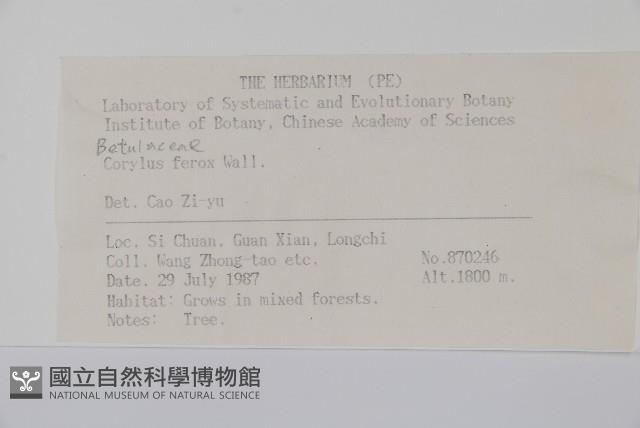 THE HERBARIUM (PE)
Laboratory of Systematic and Evolutionary Botany
Institute of Botany, Chinese Academy of Sciences
Betulaceae
Corylus ferox Wall.
Det. Cao Zi-yu
Loc. Si Chuan, Guan Xian, Longchi
Coll. Wang Zhong-tao etc. No.870246
Date. 29 July 1987 Alt.1800 m.
Habitat: Grows in mixed forests.
Notes: Tree.
國立自然科學博物館
NATIONAL MUSEUM OF NATURAL SCIENCE